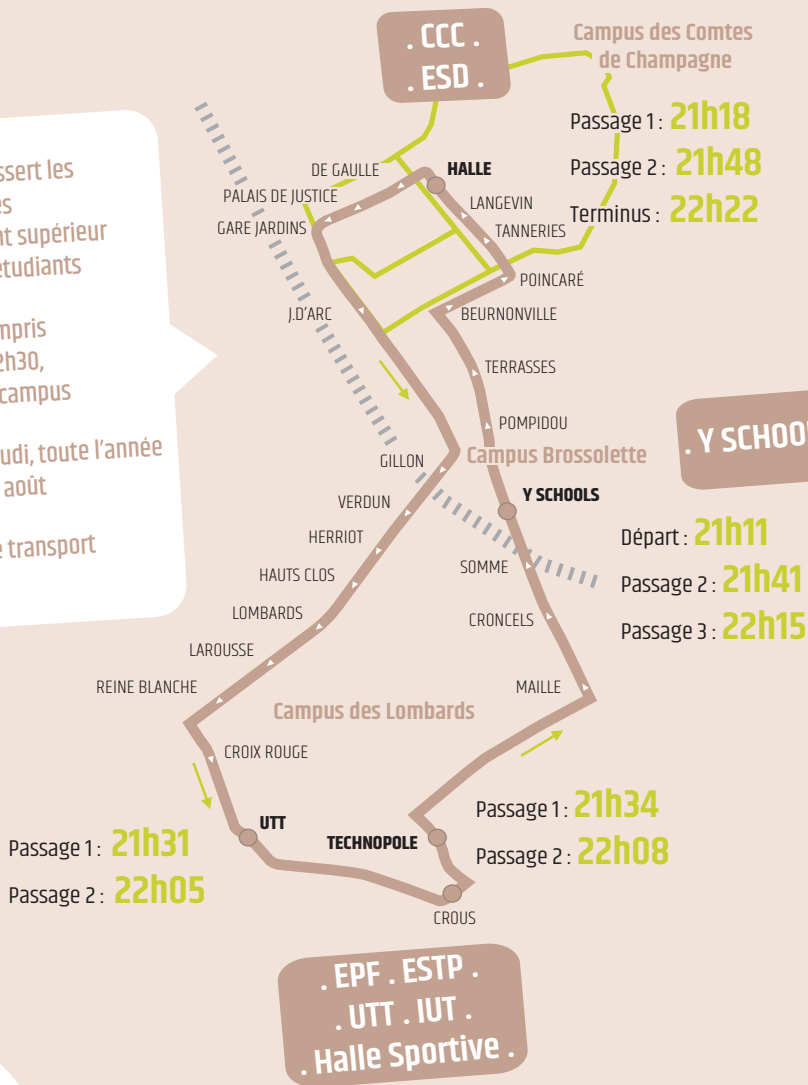 . CCC .
. ESD .
Campus des Comtes
de Champagne
Passage 1 : 21h18
Passage 2 : 21h48
Terminus : 22h22
ssert les
es
nt supérieur
étudiants
mpris
2h30,
campus
udi, toute l'année
août
e transport
DE GAULLE
HALLE
PALAIS DE JUSTICE
LANGEVIN
GARE JARDINS
TANNERIES
POINCARÉ
J.D'ARC
BEURNONVILLE
TERRASSES
POMPIDOU
. Y SCHOO
GILLON
Campus Brossolette
VERDUN
Y SCHOOLS
Départ : 21h11
Passage 2 : 21h41
Passage 3 : 22h15
HERRIOT
SOMME
HAUTS CLOS
LOMBARDS
CRONCELS
LAROUSSE
REINE BLANCHE
MAILLE
Campus des Lombards
CROIX ROUGE
UTT
Passage 1 : 21h31
Passage 2 : 22h05
TECHNOPOLE
Passage 1 : 21h34
Passage 2 : 22h08
CROUS
. EPF . ESTP .
. UTT . IUT .
. Halle Sportive .